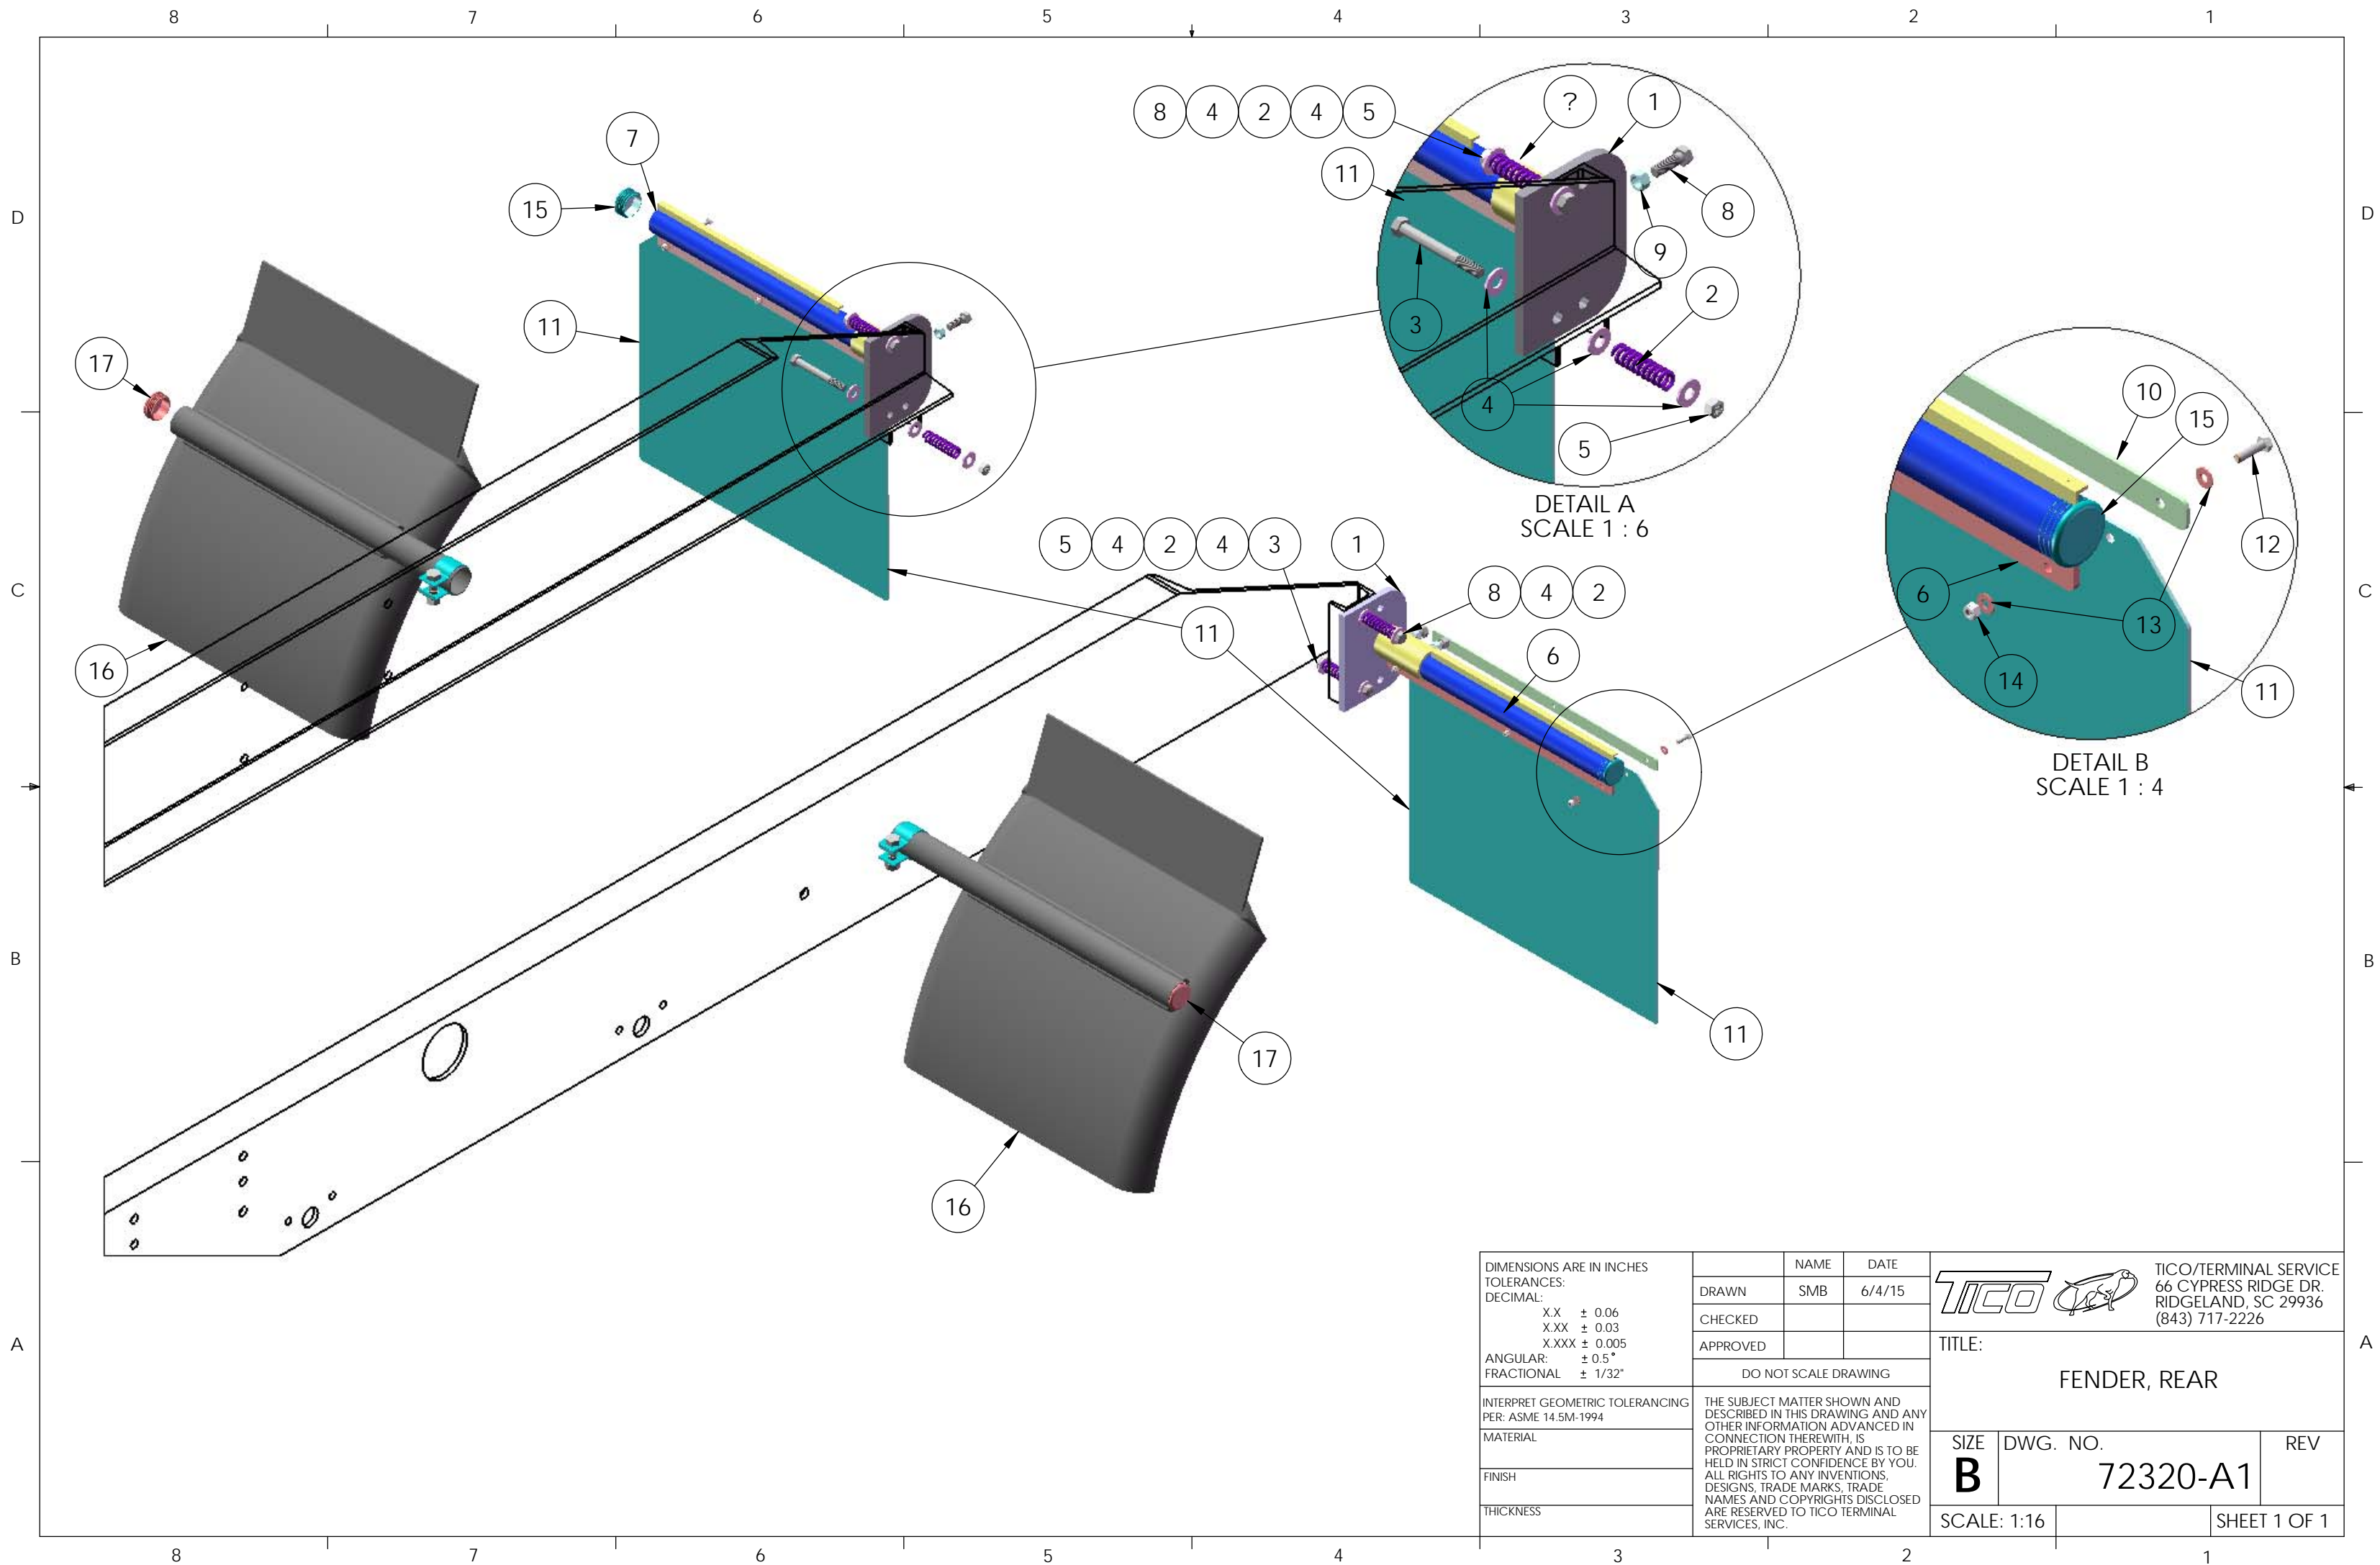 8 7 6 5 4 3 2 1
D
C
B
A
D
C
B
A
8 4 2 4 5
?
1
11
8
9
3
2
4
5
DETAIL A
SCALE 1 : 6
7
15
11
17
16
10
15
12
6
13
14
11
DETAIL B
SCALE 1 : 4
5 4 2 4 3
1
8 4 2
11
6
11
17
16
DIMENSIONS ARE IN INCHES
TOLERANCES:
DECIMAL:
X.X ± 0.06
X.XX ± 0.03
X.XXX ± 0.005
ANGULAR: ± 0.5°
FRACTIONAL ± 1/32"
INTERPRET GEOMETRIC TOLERANCING
PER: ASME 14.5M-1994
MATERIAL
FINISH
THICKNESS
NAME DATE
DRAWN SMB 6/4/15
CHECKED
APPROVED
DO NOT SCALE DRAWING
THE SUBJECT MATTER SHOWN AND
DESCRIBED IN THIS DRAWING AND ANY
OTHER INFORMATION ADVANCED IN
CONNECTION THEREWITH, IS
PROPRIETARY PROPERTY AND IS TO BE
HELD IN STRICT CONFIDENCE BY YOU.
ALL RIGHTS TO ANY INVENTIONS,
DESIGNS, TRADE MARKS, TRADE
NAMES AND COPYRIGHTS DISCLOSED
ARE RESERVED TO TICO TERMINAL
SERVICES, INC.
TICO
TICO/TERMINAL SERVICE
66 CYPRESS RIDGE DR.
RIDGELAND, SC 29936
(843) 717-2226
TITLE:
FENDER, REAR
SIZE DWG. NO. REV
B 72320-A1
SCALE: 1:16 SHEET 1 OF 1
8 7 6 5 4 3 2 1